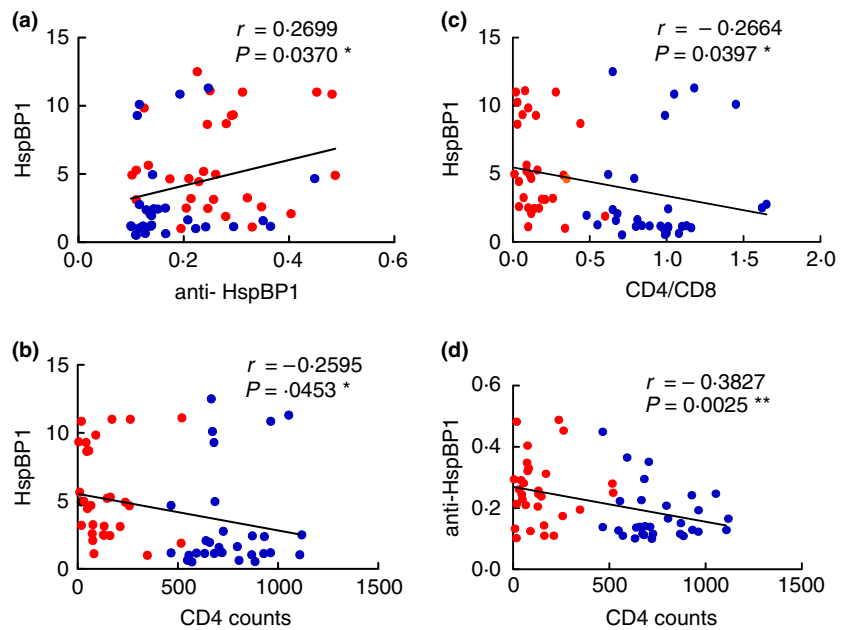 (a)
r = 0·2699
P = 0·0370 *
15
10
5
0
HspBP1
0·0 0·2 0·4 0·6
anti- HspBP1
(c)
r = − 0·2664
P = 0·0397 *
15
10
5
0
HspBP1
0·0 0·5 1·0 1·5 2·0
CD4/CD8
(b)
r = −0·2595
P = ·0453 *
15
10
5
0
HspBP1
0 500 1000 1500
CD4 counts
(d)
r = − 0·3827
P = 0·0025 **
0·6
0·4
0·2
0·0
anti-HspBP1
0 500 1000 1500
CD4 counts